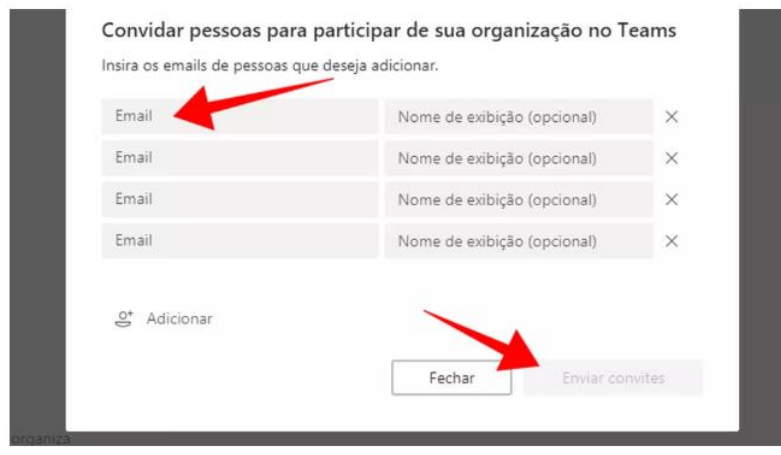 Convidar pessoas para participar de sua organização no Teams
Insira os emails de pessoas que deseja adicionar.
Email Nome de exibição (opcional)
Email Nome de exibição (opcional)
Email Nome de exibição (opcional)
Email Nome de exibição (opcional)
Adicionar
Fechar Enviar convites
organiza